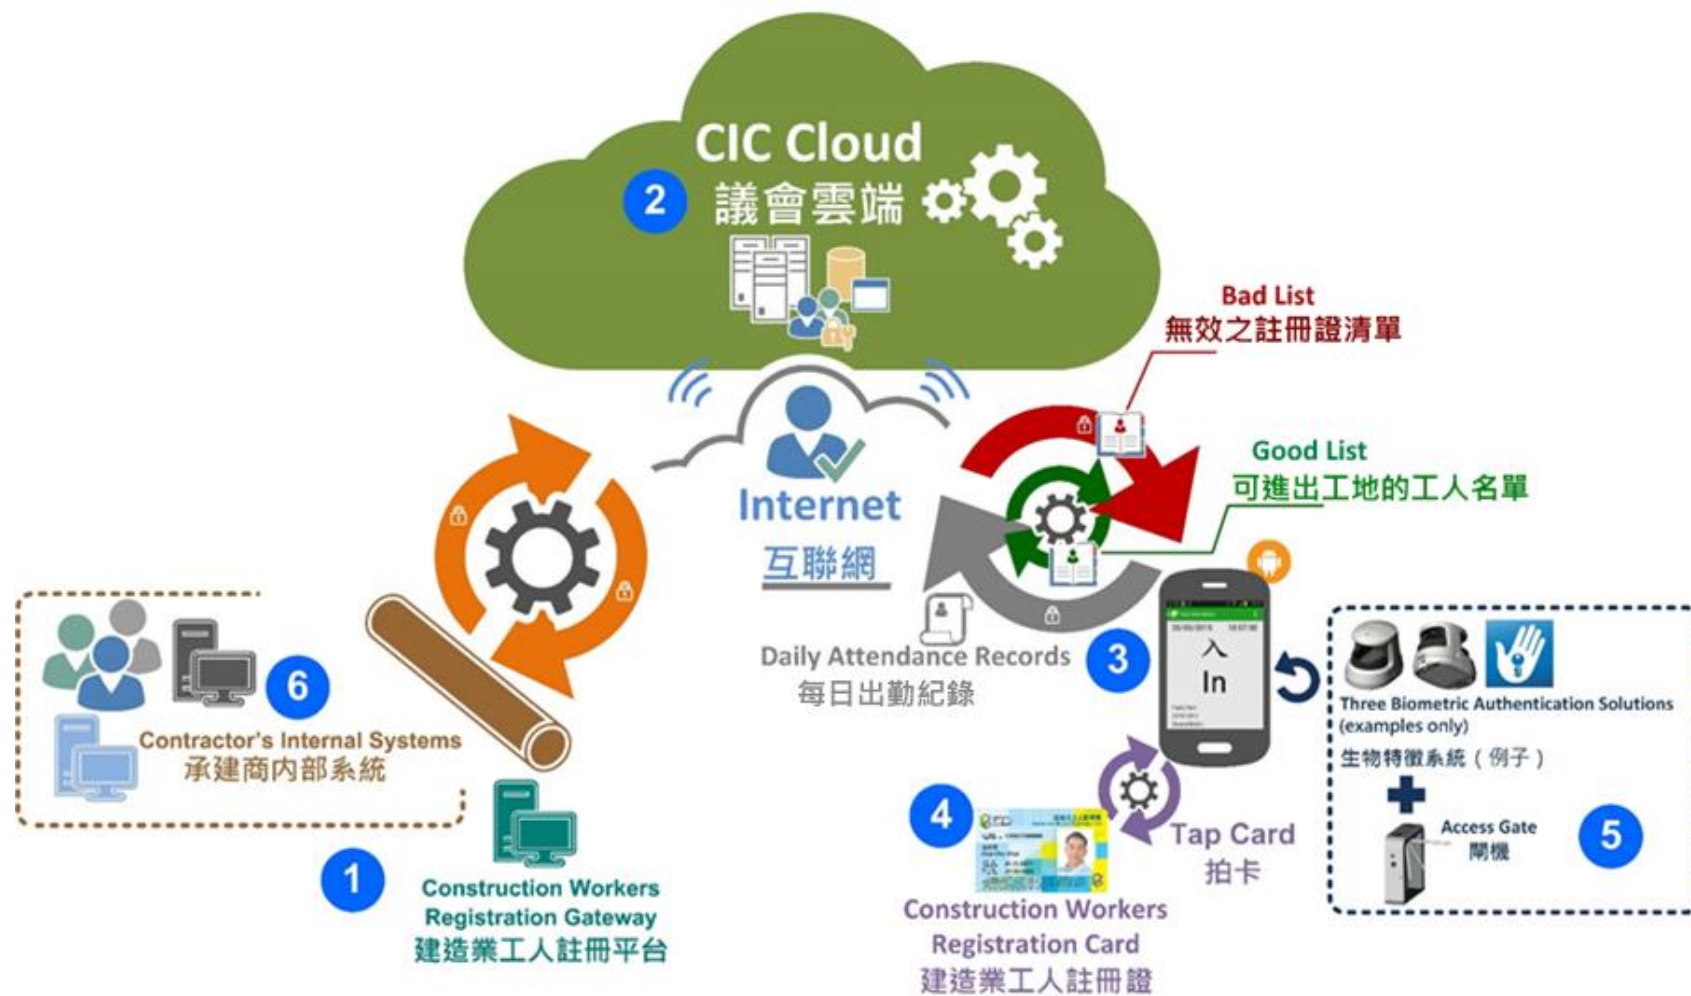 CIC Cloud
2
議會雲端
Bad List
無效之註冊證清單
Good List
可進出工地的工人名單
Internet
互聯網
Daily Attendance Records
每日出勤紀錄
3
入
In
6
Contractor's Internal Systems
承建商内部系統
1
Construction Workers
Registration Gateway
建造業工人註冊平台
4
Tap Card
拍卡
Construction Workers
Registration Card
建造業工人註冊證
Three Biometric Authentication Solutions
(examples only)
生物特徵系統 ( 例子 )
Access Gate
閘機
5